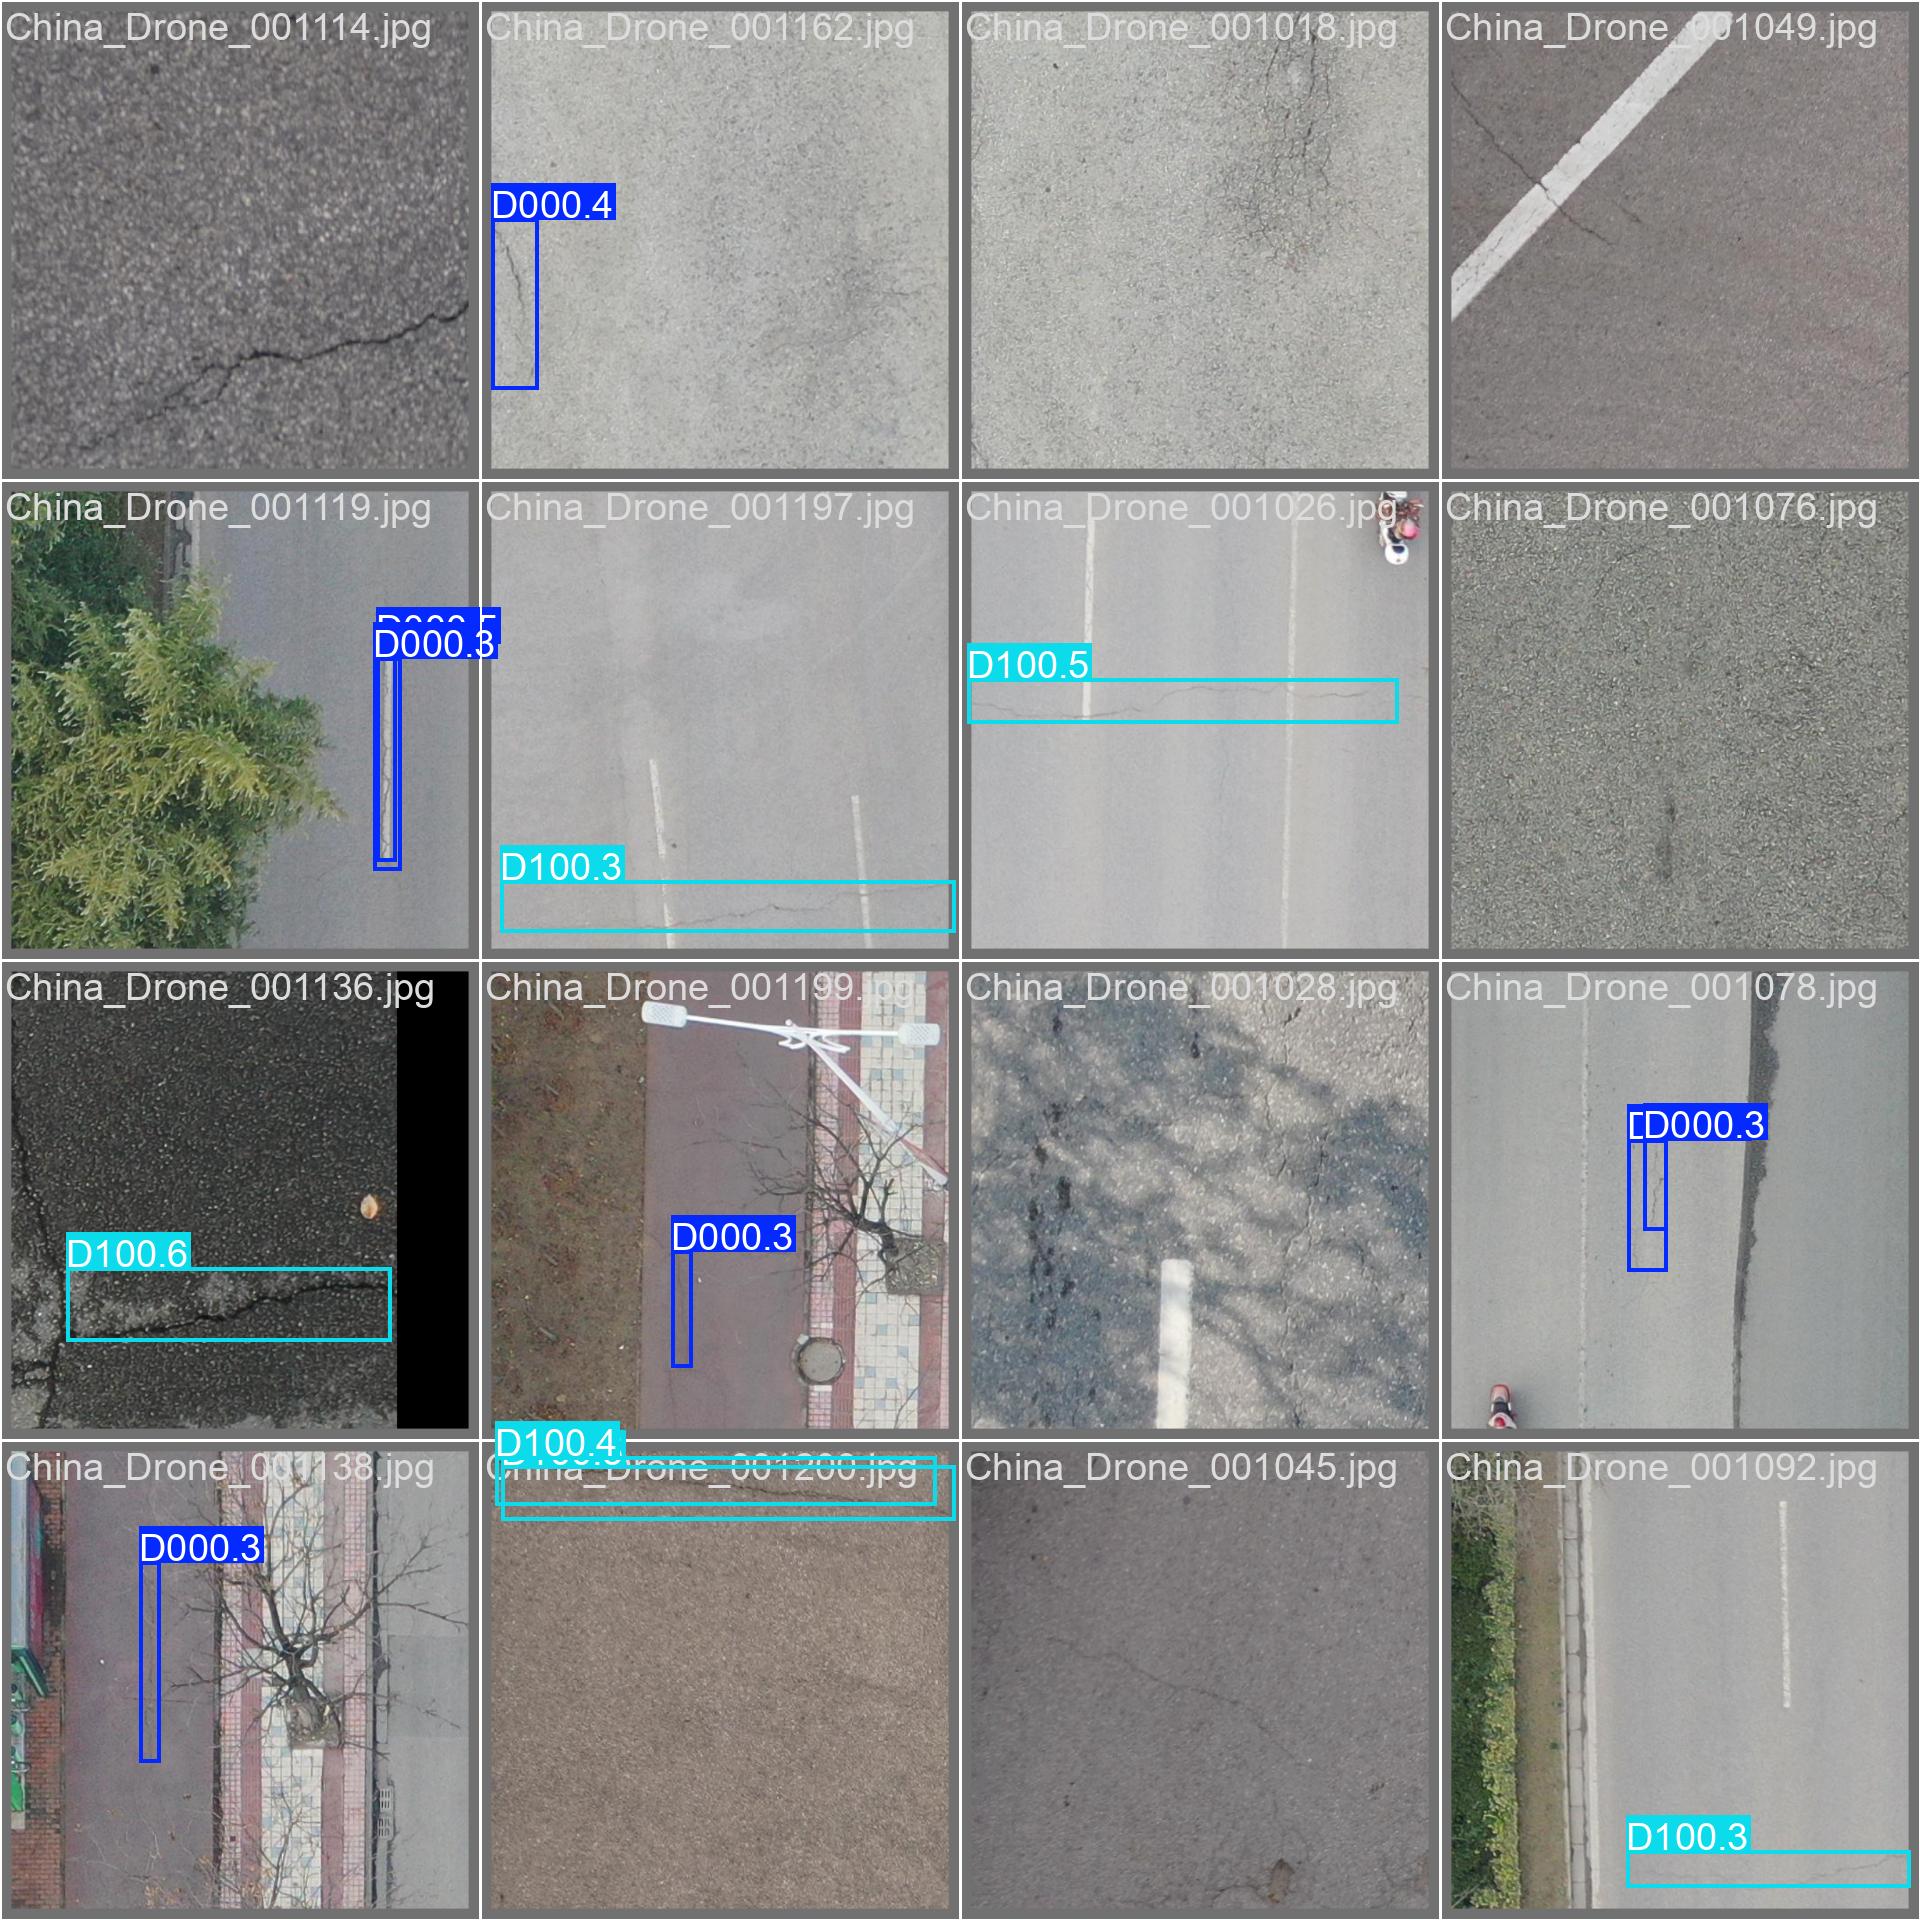 China_Drone_001114.jpg
China_Drone_001162.jpg
China_Drone_001018.jpg
China_Drone_001049.jpg
D000.4
China_Drone_001119.jpg
China_Drone_001197.jpg
China_Drone_001026.jpg
China_Drone_001076.jpg
D000.3
D100.5
D100.3
China_Drone_001136.jpg
China_Drone_001199.jpg
China_Drone_001028.jpg
China_Drone_001078.jpg
D000.3
D000.3
D100.6
D100.4
China_Drone_001138.jpg
China_Drone_001200.jpg
China_Drone_001045.jpg
China_Drone_001092.jpg
D000.3
D100.3